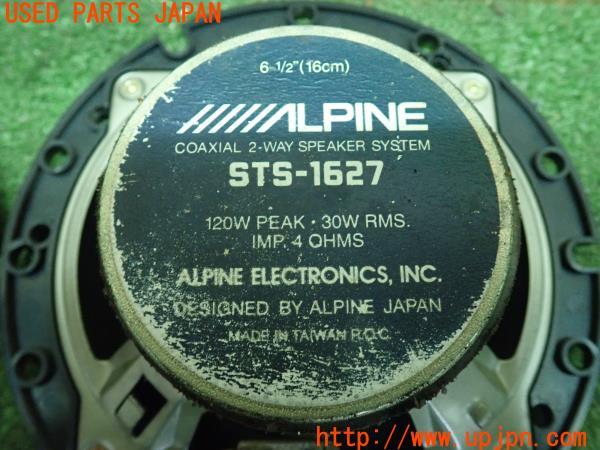 USED PARTS JAPAN
6-1/2"(16cm)
ALPINE
COAXIAL 2-WAY SPEAKER SYSTEM
STS-1627
120W PEAK · 30W RMS.
IMP. 4 OHMS
ALPINE ELECTRONICS, INC.
DESIGNED BY ALPINE JAPAN
MADE IN TAIWAN R.O.C.
http://www.upjpn.com/